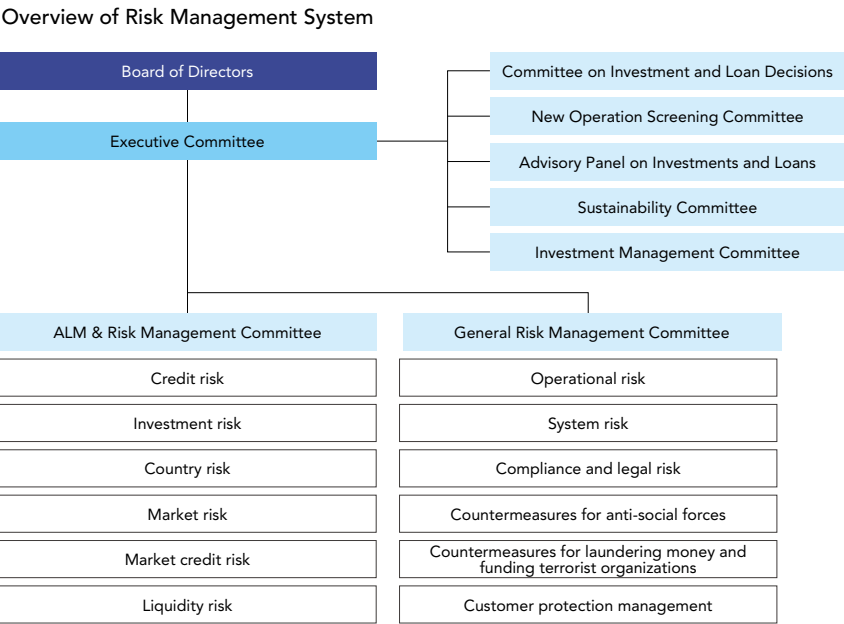 Overview of Risk Management System
Board of Directors
Executive Committee
Committee on Investment and Loan Decisions
New Operation Screening Committee
Advisory Panel on Investments and Loans
Sustainability Committee
Investment Management Committee
ALM & Risk Management Committee
Credit risk
Investment risk
Country risk
Market risk
Market credit risk
Liquidity risk
General Risk Management Committee
Operational risk
System risk
Compliance and legal risk
Countermeasures for anti-social forces
Countermeasures for laundering money and
funding terrorist organizations
Customer protection management